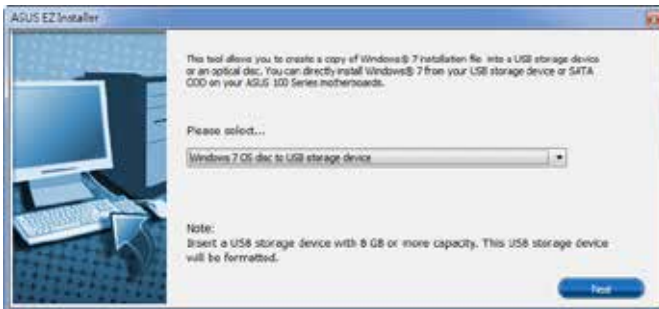 ASUS EZ Installer
This tool allows you to create a copy of Windows® 7 installation file into a USB storage device
or an optical disc. You can directly install Windows® 7 from your USB storage device or SATA
ODD on your ASUS 100 Series motherboards.
Please select...
Windows 7 OS disc to USB storage device
Note:
Insert a USB storage device with 8 GB or more capacity. This USB storage device
will be formatted.
Next